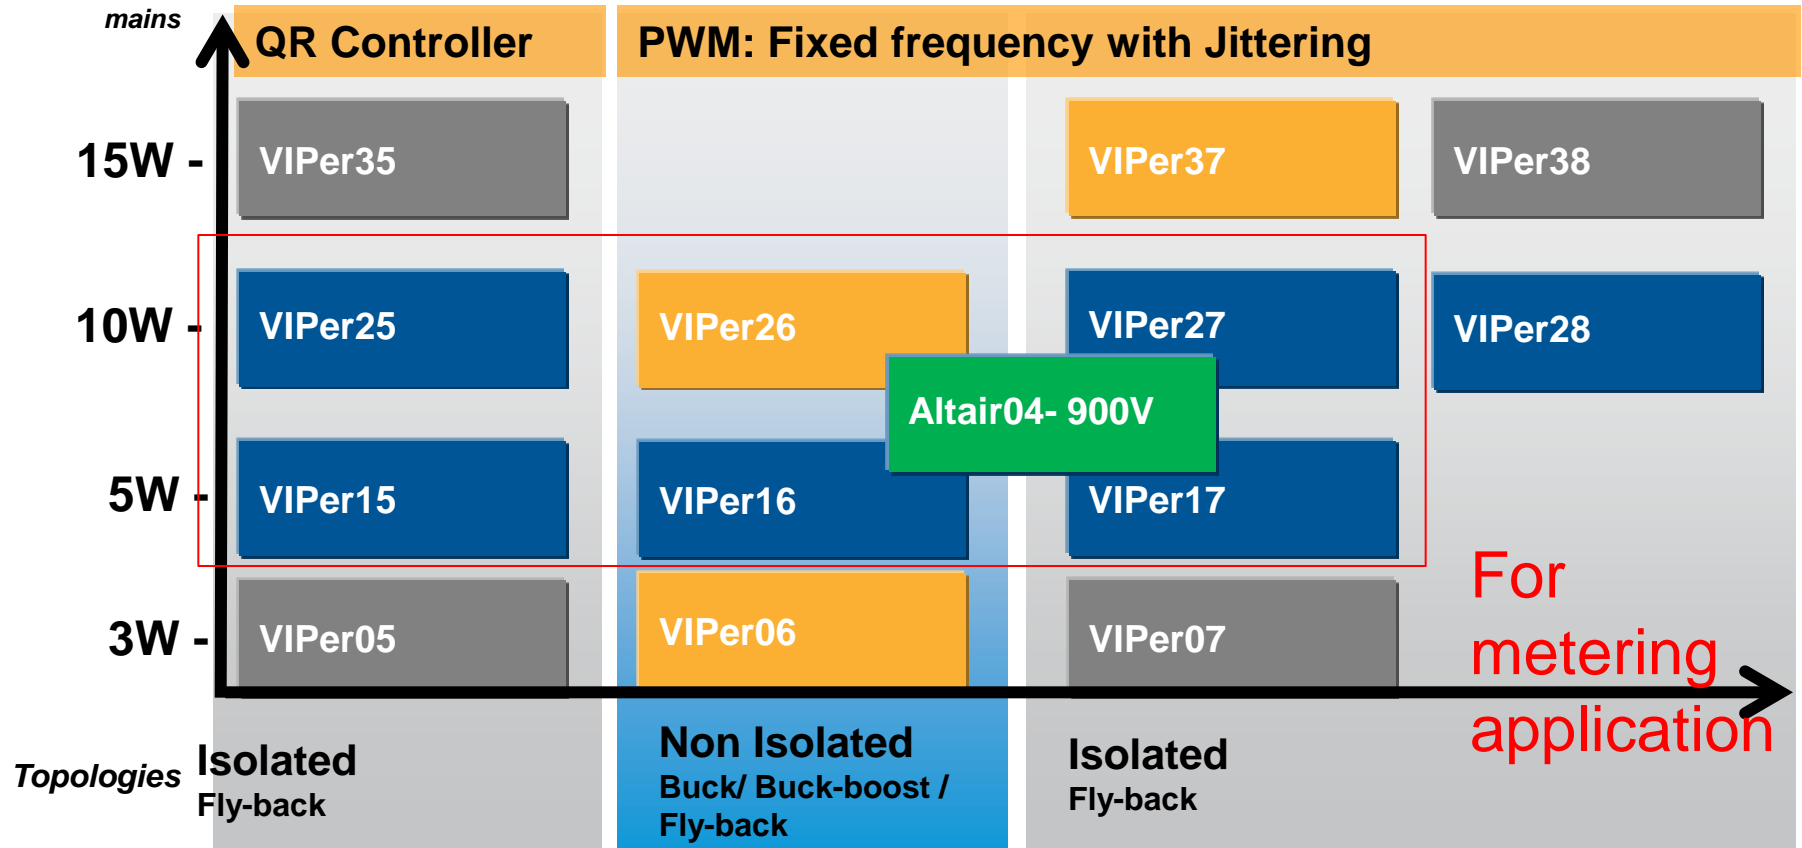 mains
QR Controller
PWM: Fixed frequency with Jittering
15W -
VIPer35
VIPer37
VIPer38
10W -
VIPer25
VIPer26
VIPer27
VIPer28
Altair04- 900V
5W -
VIPer15
VIPer16
VIPer17
3W -
VIPer05
VIPer06
VIPer07
For
metering
application
Topologies
Isolated
Fly-back
Non Isolated
Buck/ Buck-boost /
Fly-back
Isolated
Fly-back